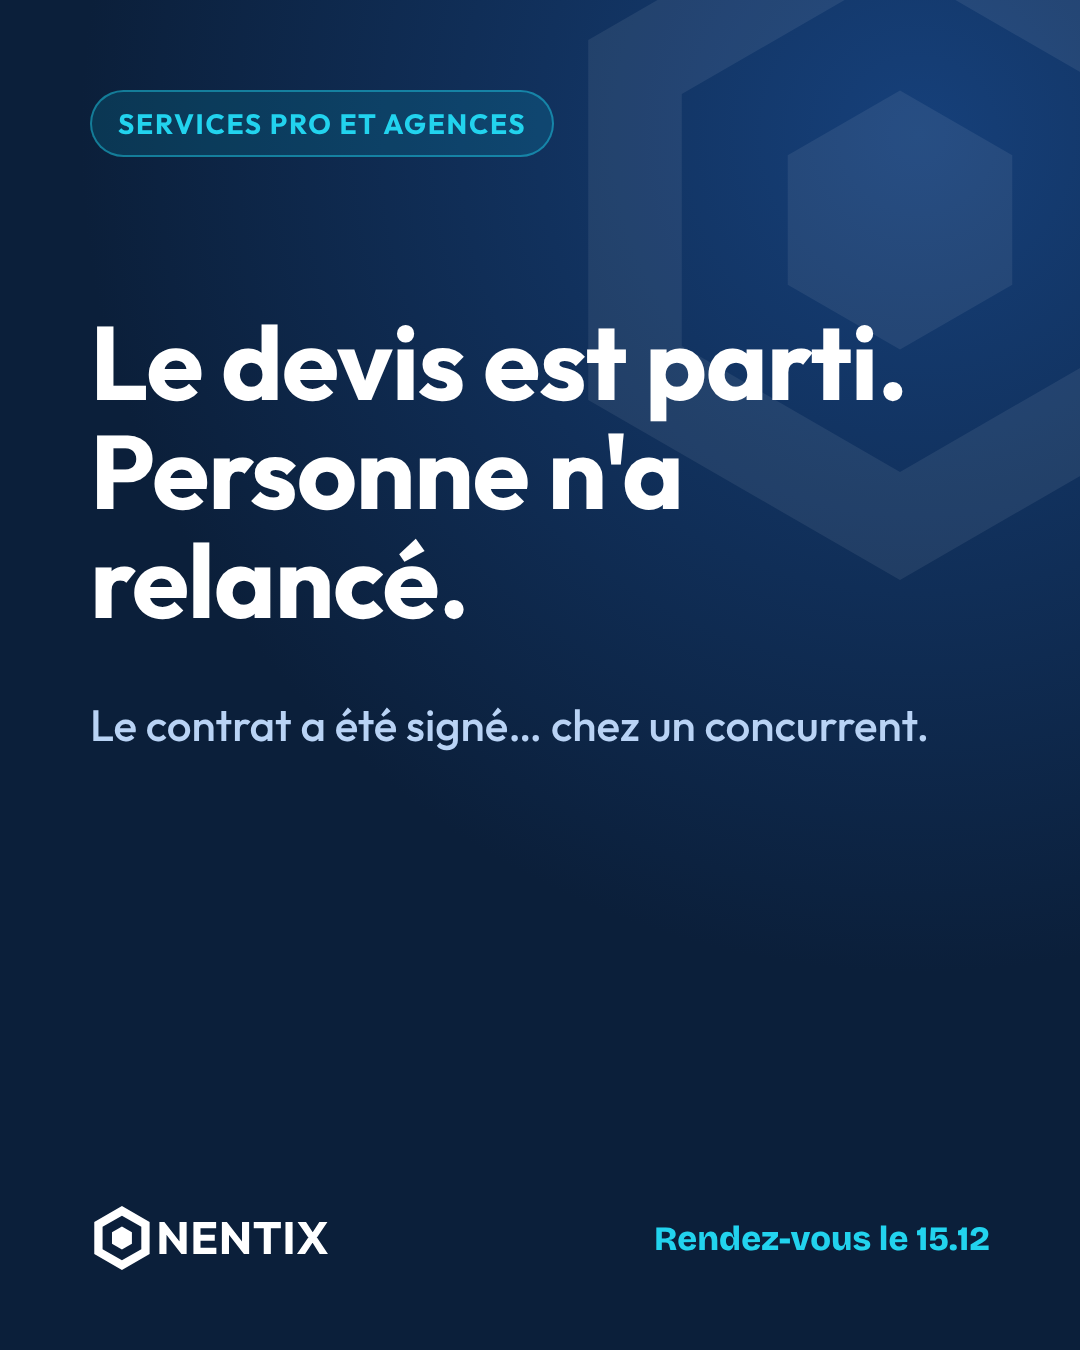 SERVICES PRO ET AGENCES
Le devis est parti.
Personne n'a
relancé.
Le contrat a été signé... chez un concurrent.
NENTIX
Rendez-vous le 15.12